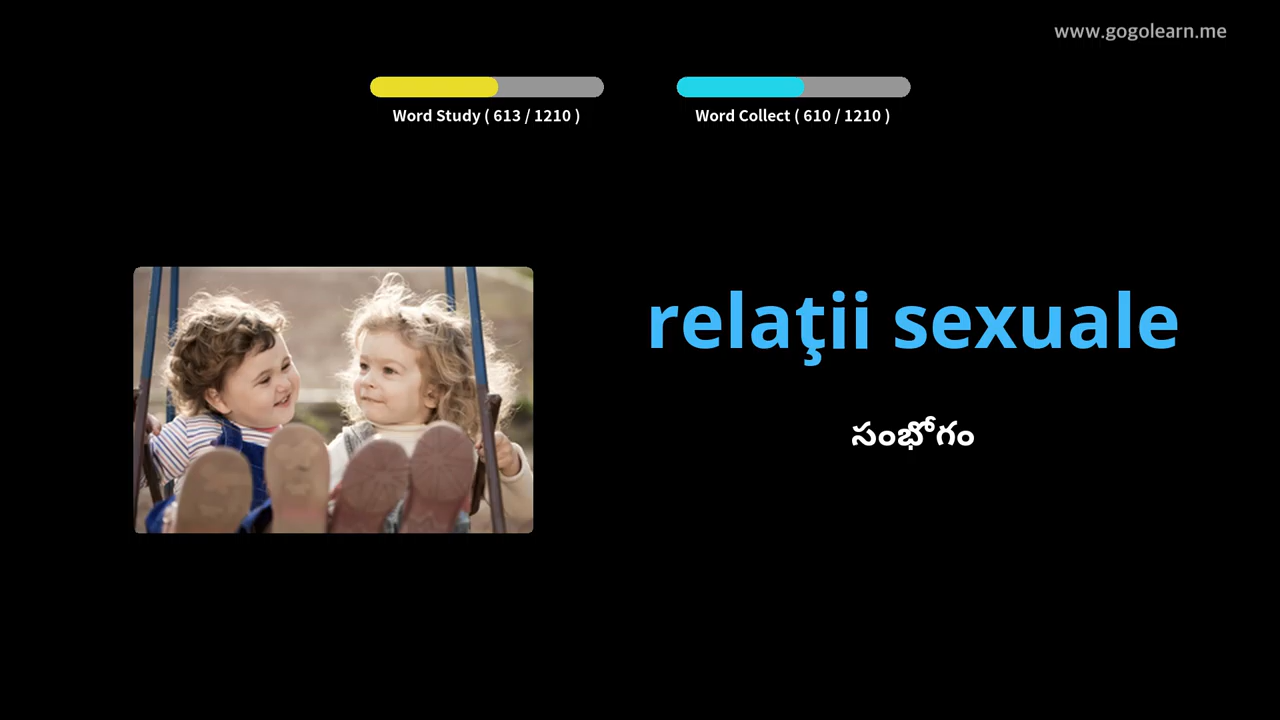 www.gogolearn.me
Word Study ( 613 / 1210 )
Word Collect ( 610 / 1210 )
relaţii sexuale
సంభోగం